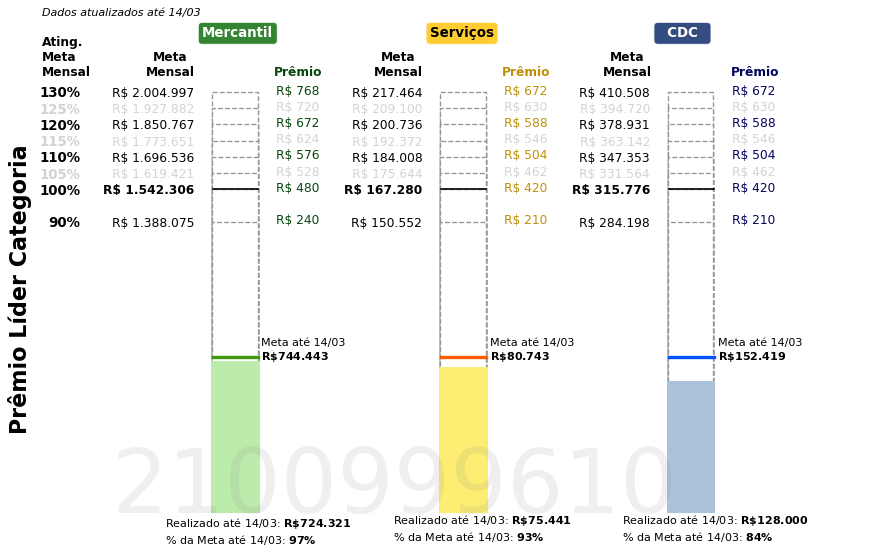 Dados atualizados até 14/03
Mercantil Serviços CDC
Ating.
Meta Meta Meta Meta
Mensal Mensal Prêmio Mensal Prêmio Mensal Prêmio
130% R$ 2.004.997 R$ 768 R$ 217.464 R$ 672 R$ 410.508 R$ 672
125% R$ 1.927.882 R$ 720 R$ 209.100 R$ 630 R$ 394.720 R$ 630
120% R$ 1.850.767 R$ 672 R$ 200.736 R$ 588 R$ 378.931 R$ 588
115% R$ 1.773.651 R$ 624 R$ 192.372 R$ 546 R$ 363.142 R$ 546
110% R$ 1.696.536 R$ 576 R$ 184.008 R$ 504 R$ 347.353 R$ 504
105% R$ 1.619.421 R$ 528 R$ 175.644 R$ 462 R$ 331.564 R$ 462
100% R$ 1.542.306 R$ 480 R$ 167.280 R$ 420 R$ 315.776 R$ 420
90% R$ 1.388.075 R$ 240 R$ 150.552 R$ 210 R$ 284.198 R$ 210
Prêmio Líder Categoria
Meta até 14/03 Meta até 14/03 Meta até 14/03
R$744.443 R$80.743 R$152.419
2100999610
Realizado até 14/03: R$724.321 Realizado até 14/03: R$75.441 Realizado até 14/03: R$128.000
% da Meta até 14/03: 97% % da Meta até 14/03: 93% % da Meta até 14/03: 84%